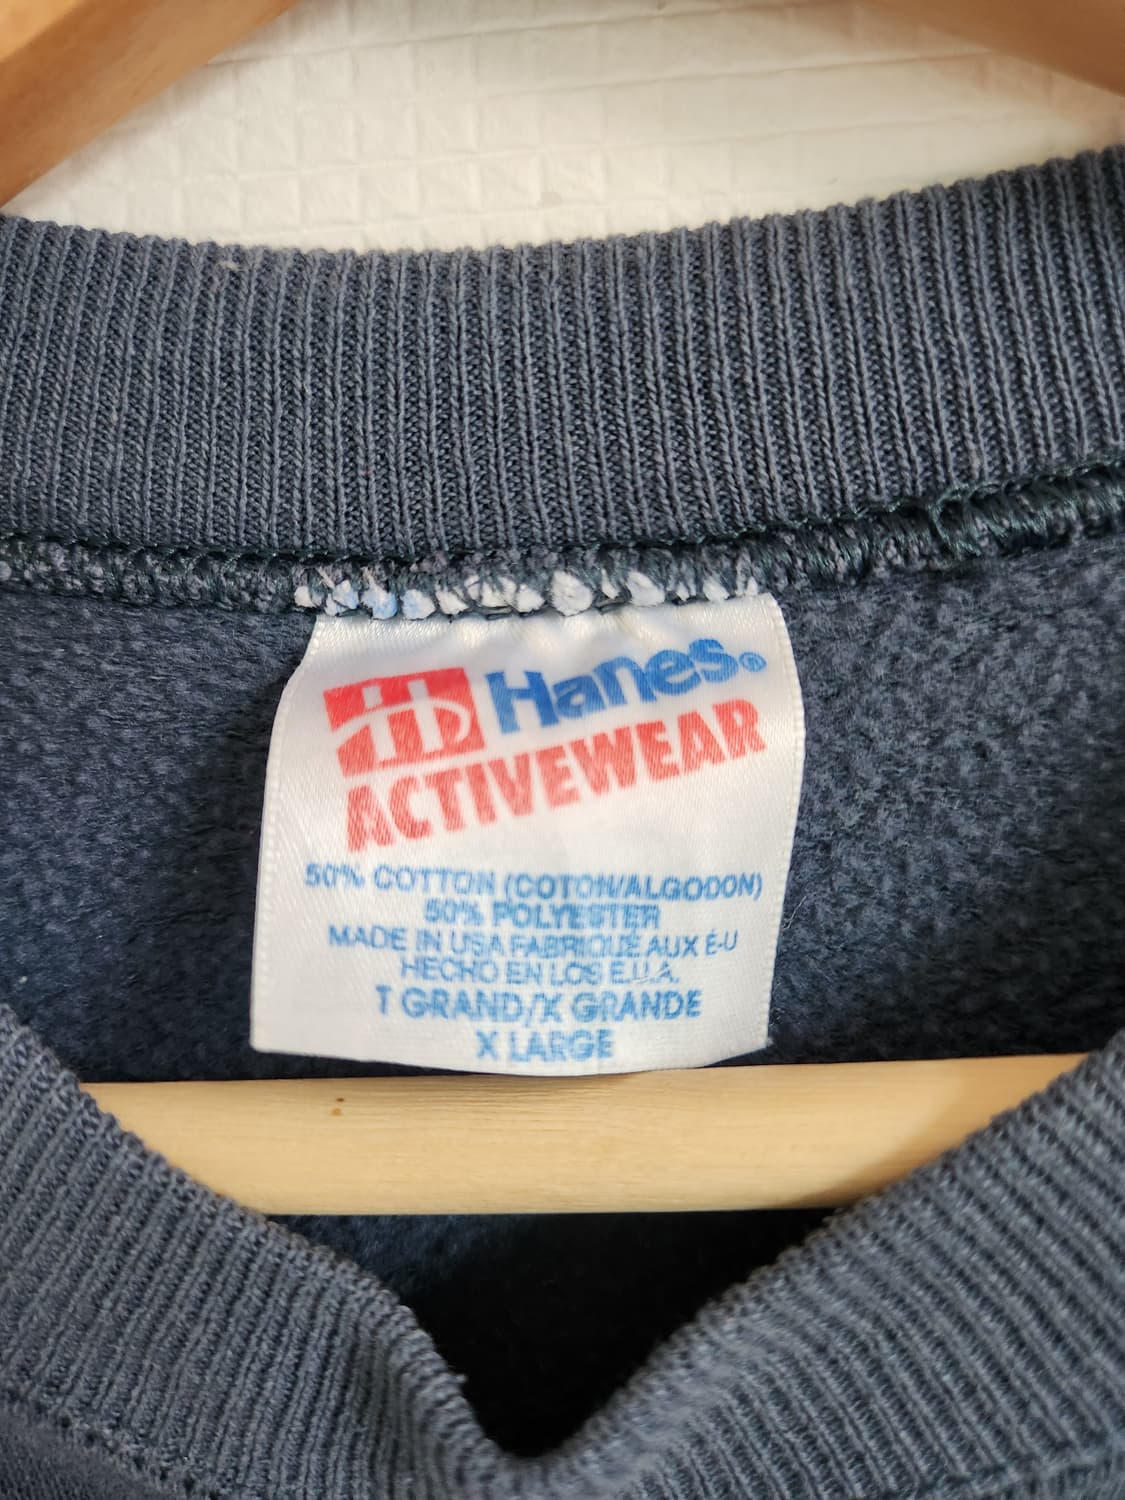 Hanes®
ACTIVEWEAR
50% COTTON (COTON/ALGODON)
50% POLYESTER
MADE IN USA FABRIQUÉ AUX É-U
HECHO EN LOS E.U.A.
T GRAND/X GRANDE
X LARGE